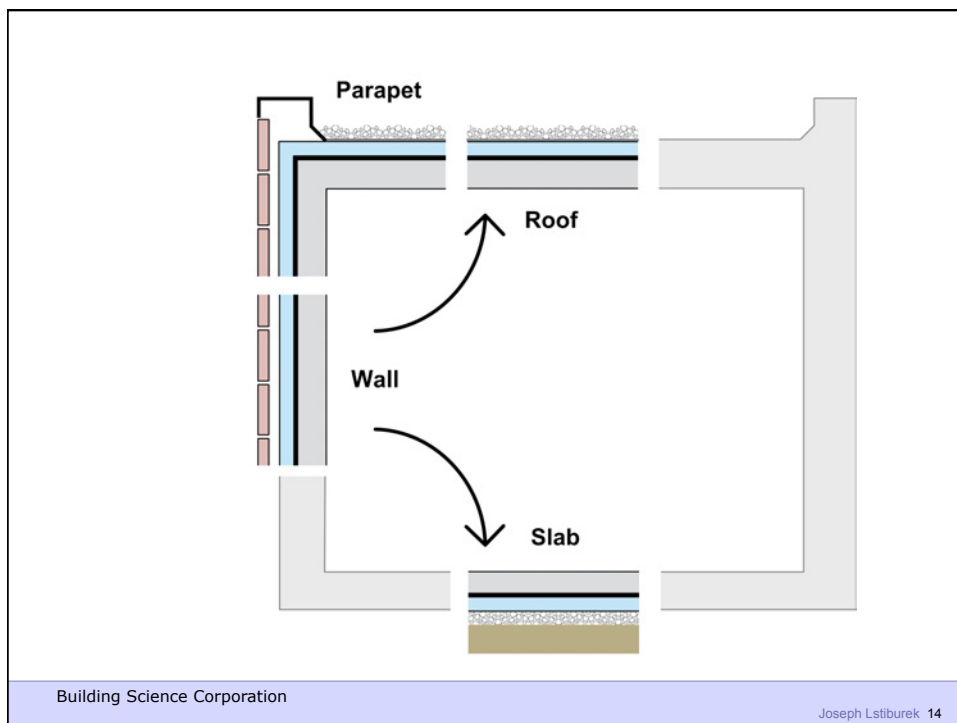 Parapet
Roof
Wall
Slab
Building Science Corporation
Joseph Lstiburek 14